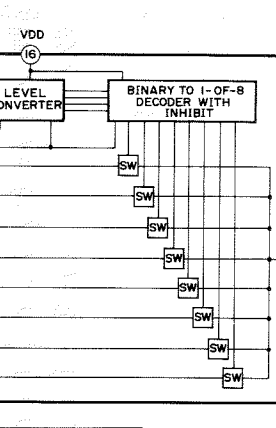 VDD
16
LEVEL
ONVERTER
BINARY TO 1-OF-8
DECODER WITH
INHIBIT
SW
SW
SW
SW
SW
SW
SW
SW